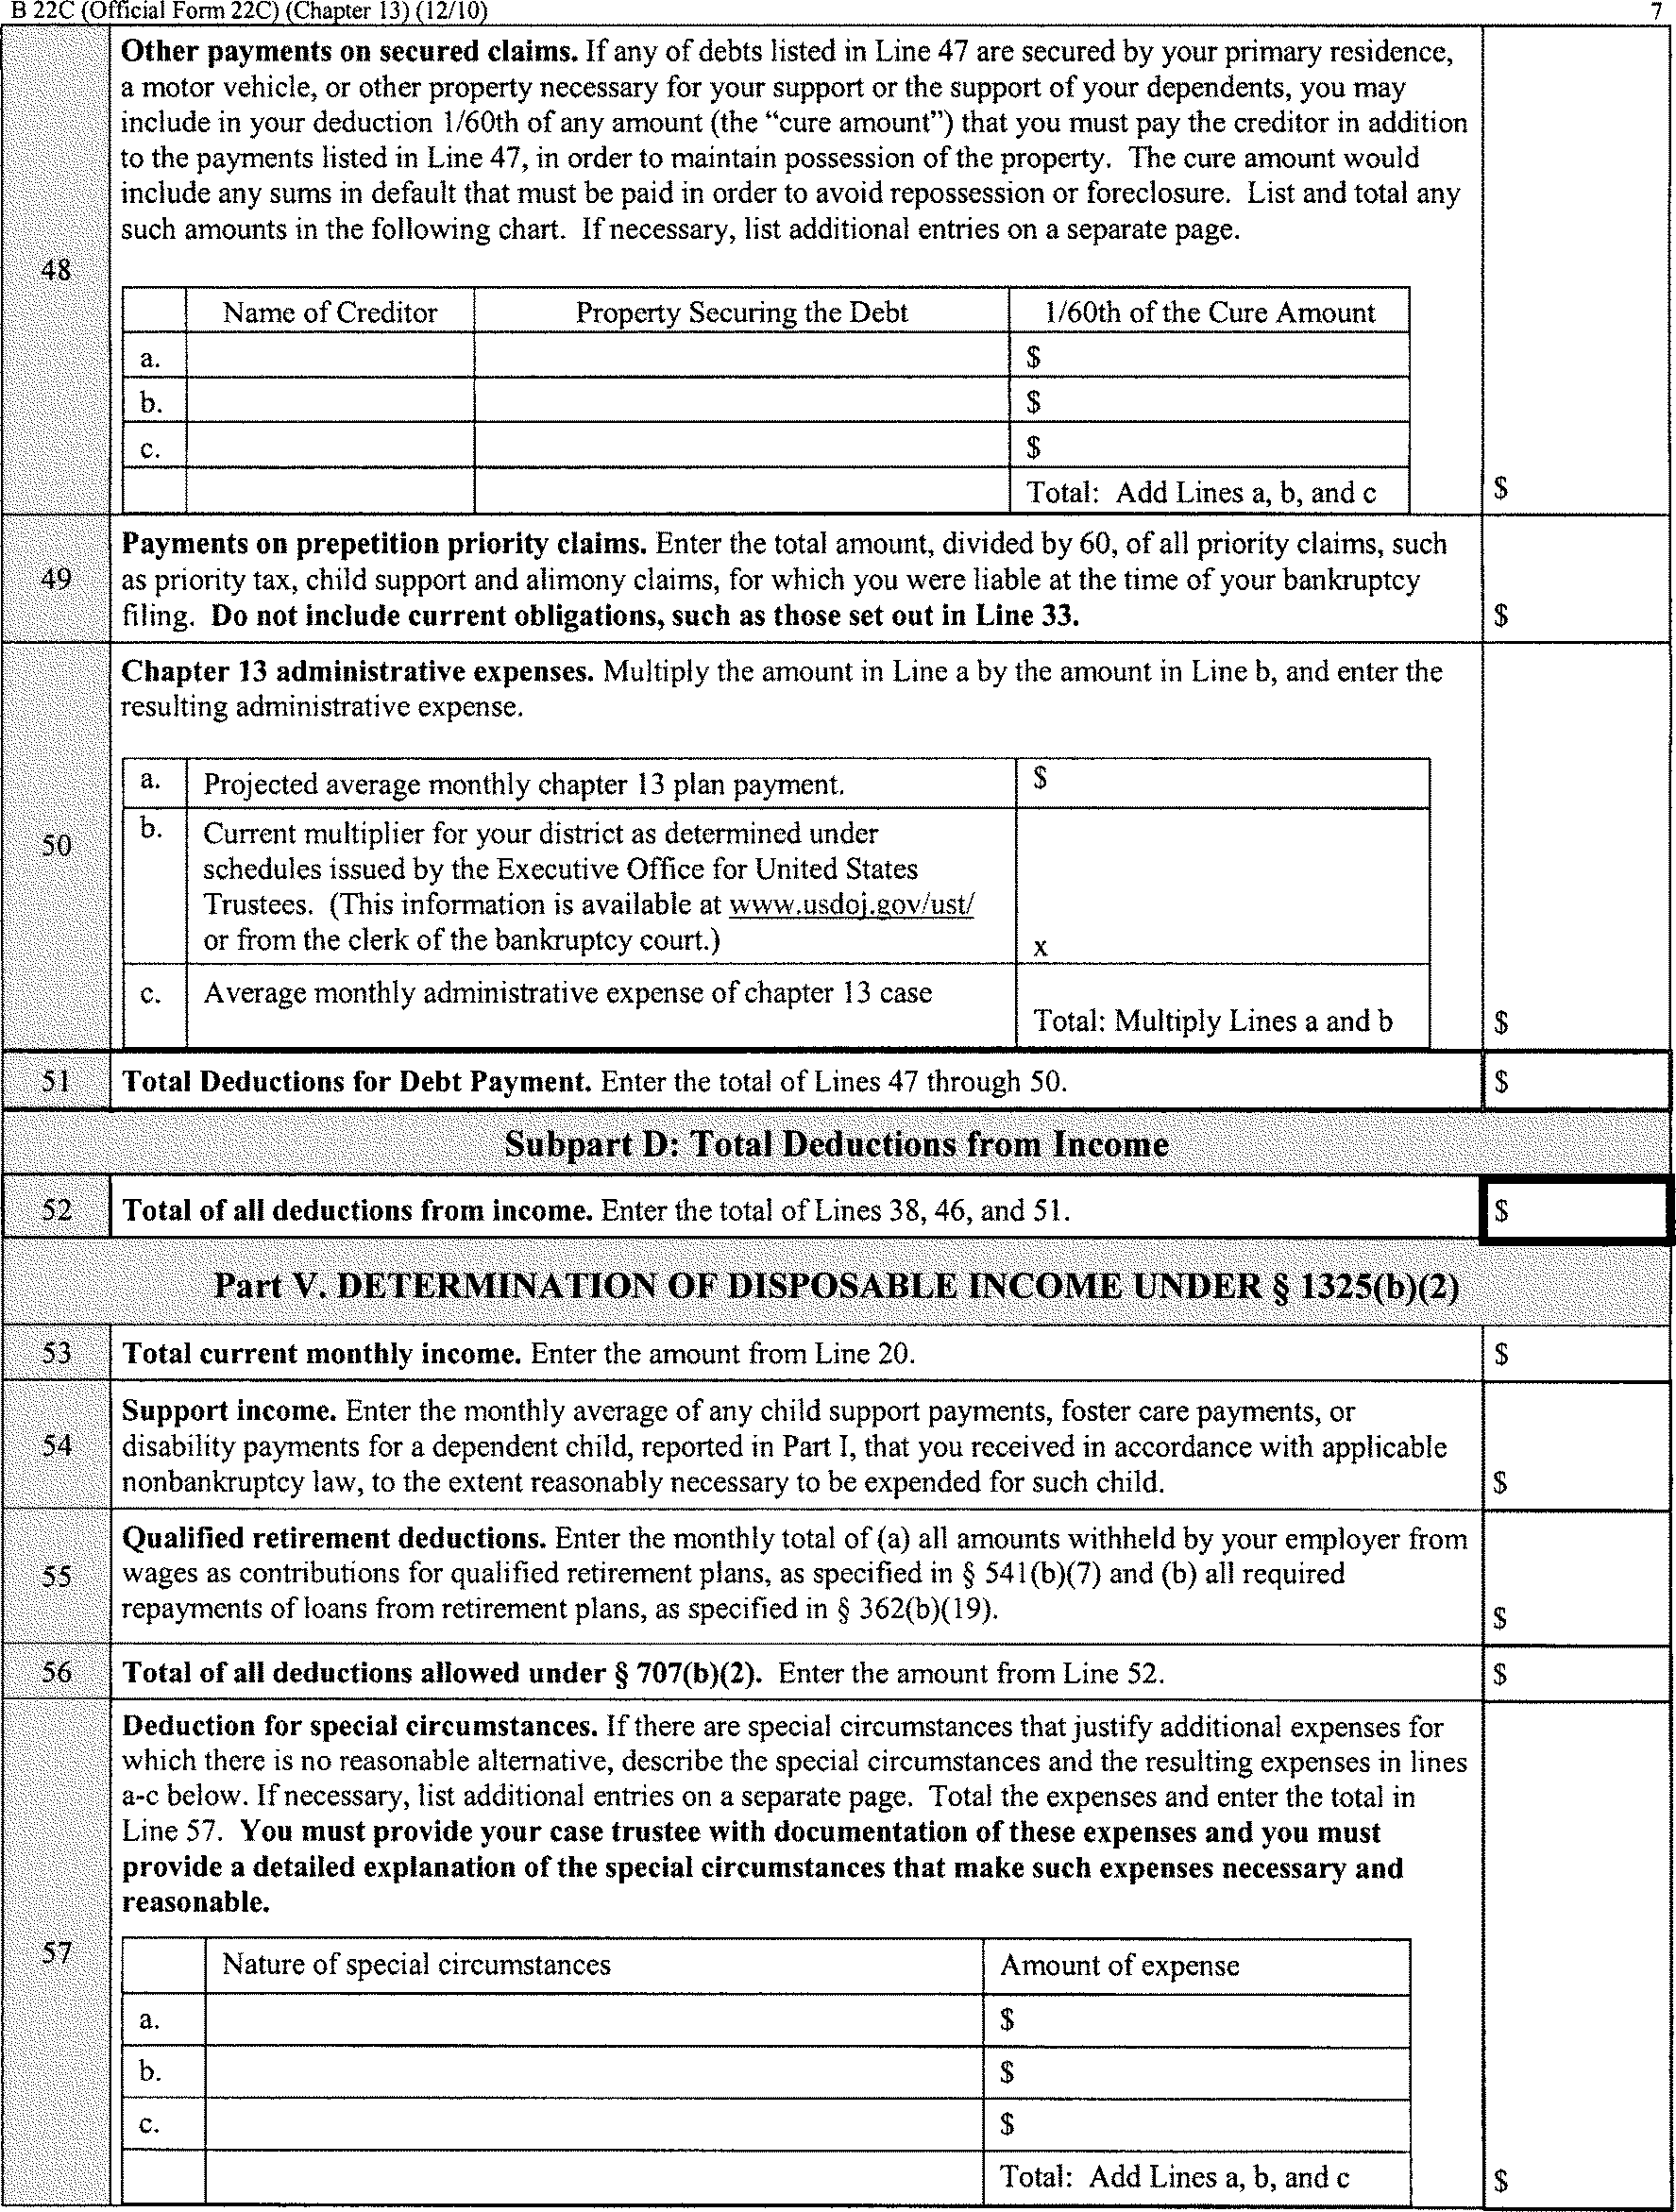 B 22C (Official Form 22C) (Chapter 13) (12/10) 7
Other payments on secured claims. If any of debts listed in Line 47 are secured by your primary residence,
a motor vehicle, or other property necessary for your support or the support of your dependents, you may
include in your deduction 1/60th of any amount (the “cure amount”) that you must pay the creditor in addition
to the payments listed in Line 47, in order to maintain possession of the property. The cure amount would
include any sums in default that must be paid in order to avoid repossession or foreclosure. List and total any
such amounts in the following chart. If necessary, list additional entries on a separate page.
48
Name of Creditor Property Securing the Debt 1/60th of the Cure Amount
a. $
b. $
c. $
Total: Add Lines a, b, and c $
Payments on prepetition priority claims. Enter the total amount, divided by 60, of all priority claims, such
49 as priority tax, child support and alimony claims, for which you were liable at the time of your bankruptcy
filing. Do not include current obligations, such as those set out in Line 33. $
Chapter 13 administrative expenses. Multiply the amount in Line a by the amount in Line b, and enter the
resulting administrative expense.
a. Projected average monthly chapter 13 plan payment. $
50
b. Current multiplier for your district as determined under
schedules issued by the Executive Office for United States
Trustees. (This information is available at www.usdoj.gov/ust/
or from the clerk of the bankruptcy court.) x
c. Average monthly administrative expense of chapter 13 case
Total: Multiply Lines a and b $
51 Total Deductions for Debt Payment. Enter the total of Lines 47 through 50. $
Subpart D: Total Deductions from Income
52 Total of all deductions from income. Enter the total of Lines 38, 46, and 51. $
Part V. DETERMINATION OF DISPOSABLE INCOME UNDER § 1325(b)(2)
53 Total current monthly income. Enter the amount from Line 20. $
Support income. Enter the monthly average of any child support payments, foster care payments, or
54 disability payments for a dependent child, reported in Part I, that you received in accordance with applicable
nonbankruptcy law, to the extent reasonably necessary to be expended for such child. $
Qualified retirement deductions. Enter the monthly total of (a) all amounts withheld by your employer from
55 wages as contributions for qualified retirement plans, as specified in § 541(b)(7) and (b) all required
repayments of loans from retirement plans, as specified in § 362(b)(19). $
56 Total of all deductions allowed under § 707(b)(2). Enter the amount from Line 52. $
Deduction for special circumstances. If there are special circumstances that justify additional expenses for
which there is no reasonable alternative, describe the special circumstances and the resulting expenses in lines
a-c below. If necessary, list additional entries on a separate page. Total the expenses and enter the total in
Line 57. You must provide your case trustee with documentation of these expenses and you must
provide a detailed explanation of the special circumstances that make such expenses necessary and
reasonable.
57
Nature of special circumstances Amount of expense
a. $
b. $
c. $
Total: Add Lines a, b, and c $